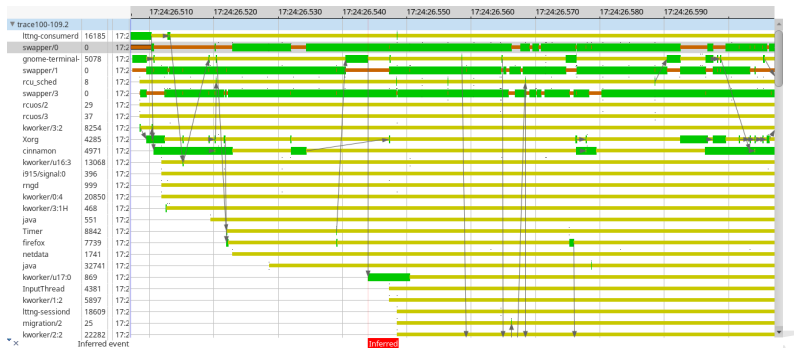 17:24:26.510 17:24:26.520 17:24:26.530 17:24:26.540 17:24:26.550 17:24:26.560 17:24:26.570 17:24:26.580 17:24:26.590
trace100-109.2
lttng-consumerd 16185 17:2
swapper/0 0 17:2
gnome-terminal- 5078 17:2
swapper/1 0 17:2
rcu_sched 8 17:2
swapper/3 0 17:2
rcuos/2 29 17:2
rcuos/3 37 17:2
kworker/3:2 8254 17:2
Xorg 4285 17:2
cinnamon 4971 17:2
kworker/u16:3 13068 17:2
i915/signal:0 396 17:2
rngd 999 17:2
kworker/0:4 20850 17:2
kworker/3:1H 468 17:2
java 551 17:2
Timer 8842 17:2
firefox 7739 17:2
netdata 1741 17:2
java 32741 17:2
kworker/u17:0 869 17:2
InputThread 4381 17:2
kworker/1:2 5897 17:2
lttng-sessiond 18609 17:2
migration/2 25 17:2
kworker/2:2 22282 17:2
Inferred event Inferred